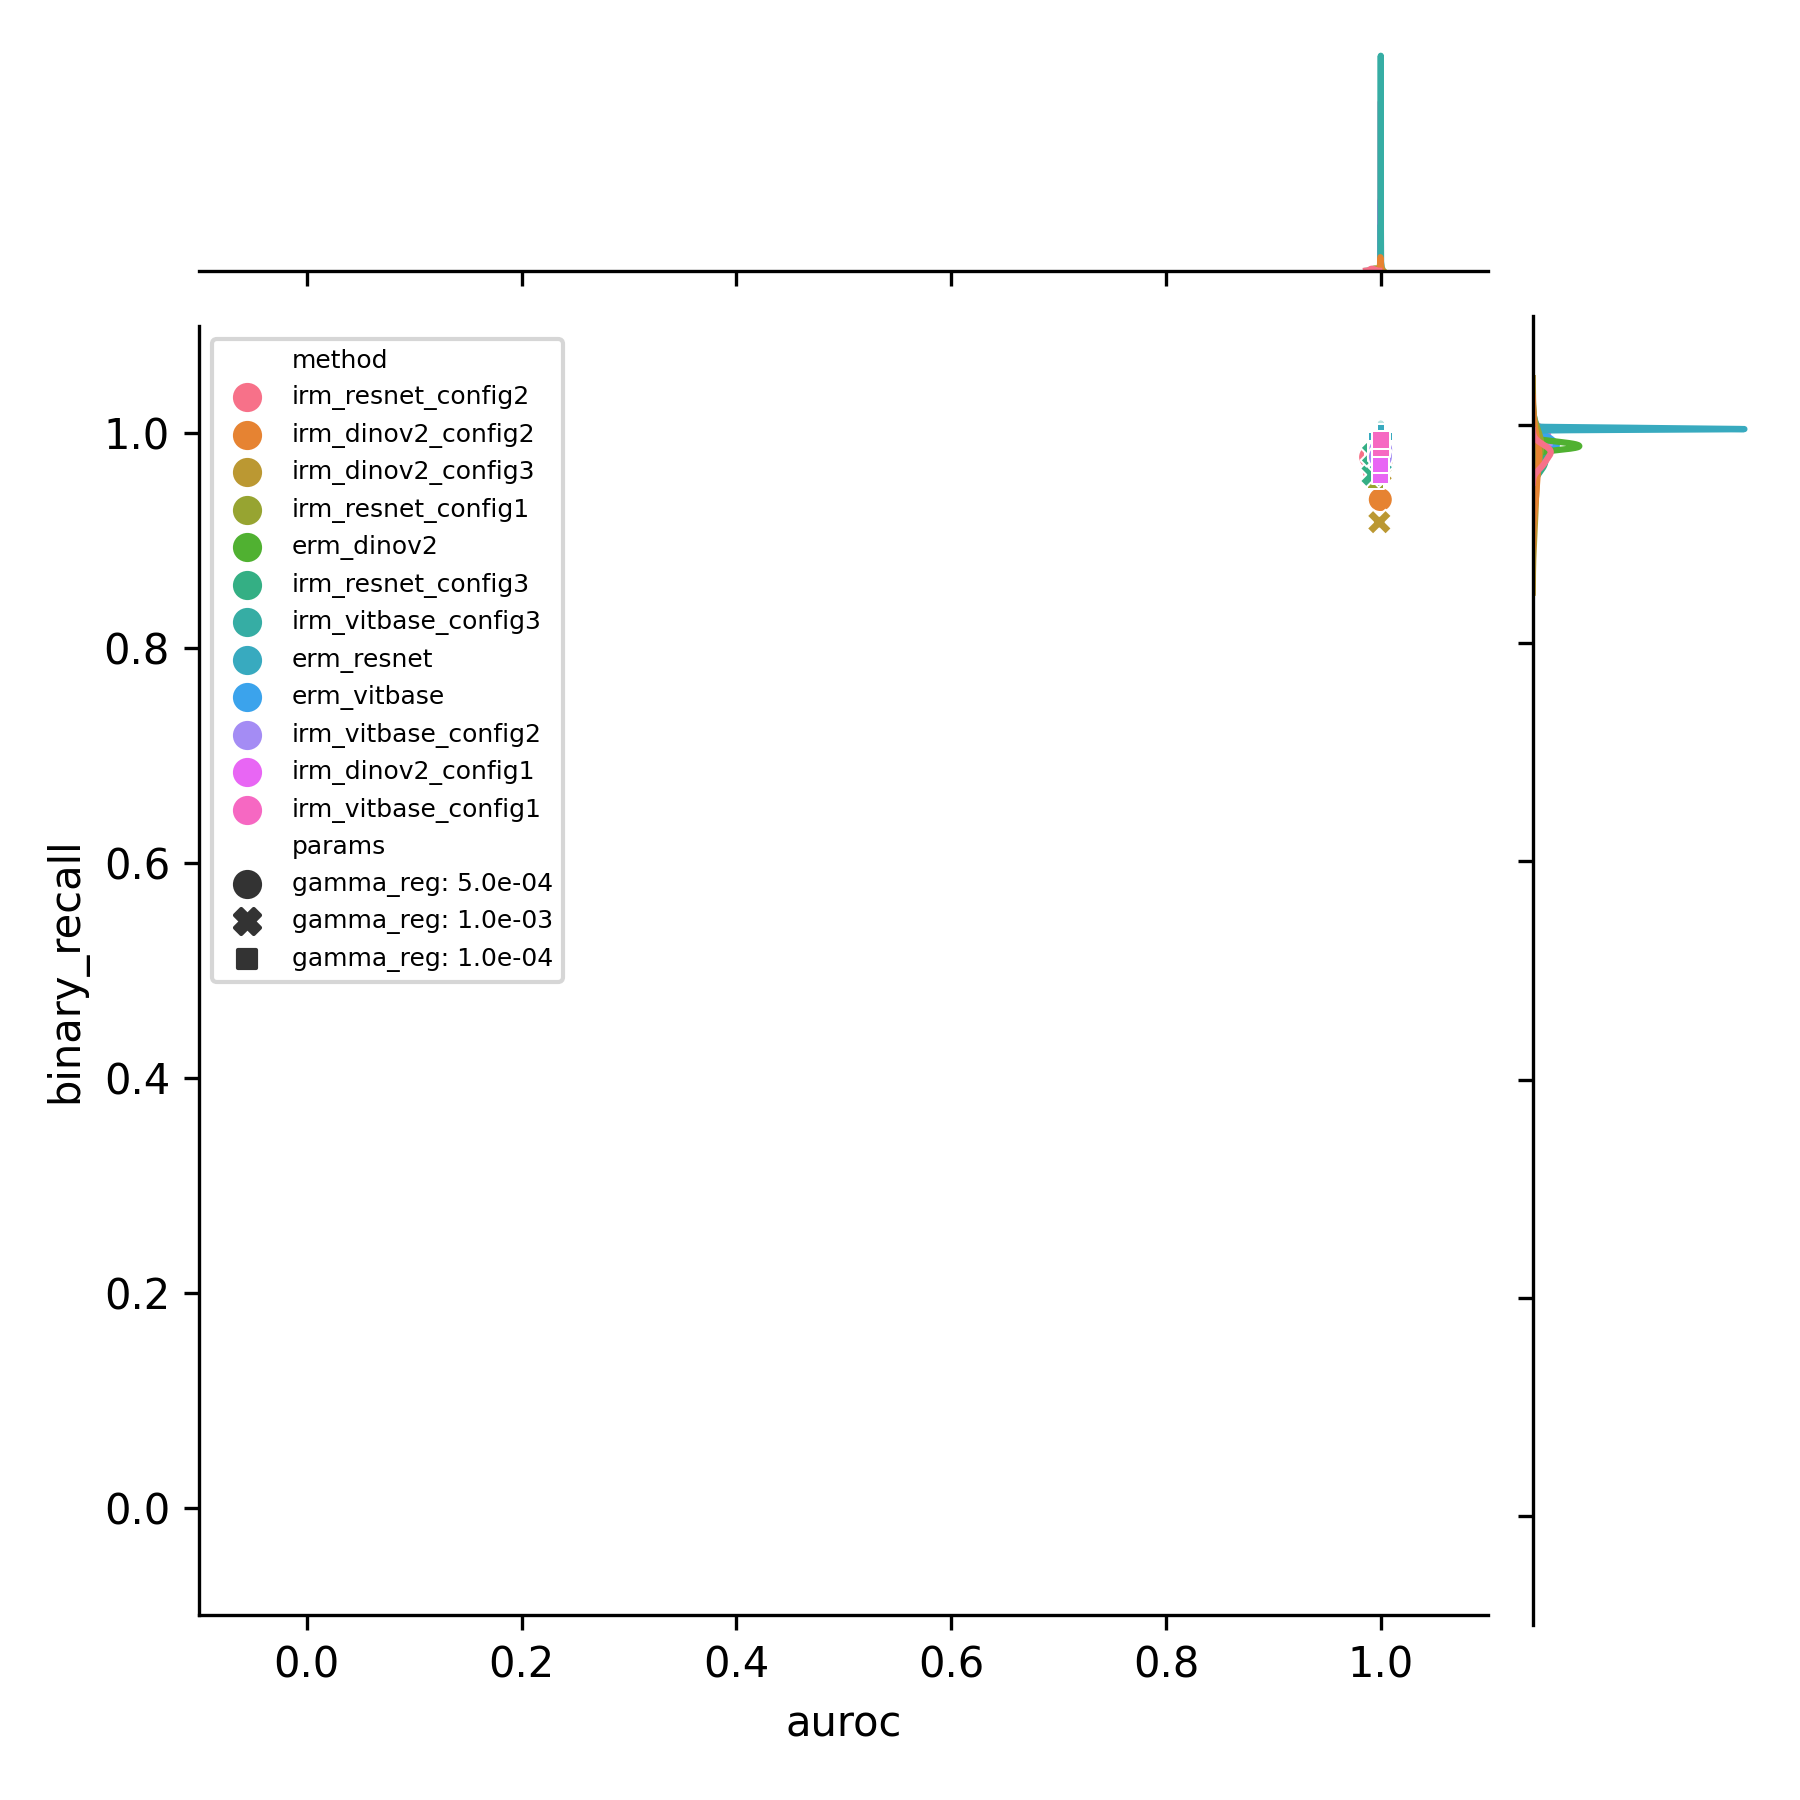 method
irm_resnet_config2
irm_dinov2_config2
irm_dinov2_config3
irm_resnet_config1
erm_dinov2
irm_resnet_config3
irm_vitbase_config3
erm_resnet
erm_vitbase
irm_vitbase_config2
irm_dinov2_config1
irm_vitbase_config1
params
gamma_reg: 5.0e-04
gamma_reg: 1.0e-03
gamma_reg: 1.0e-04
1.0
0.8
0.6
0.4
0.2
0.0
binary_recall
0.0 0.2 0.4 0.6 0.8 1.0
auroc